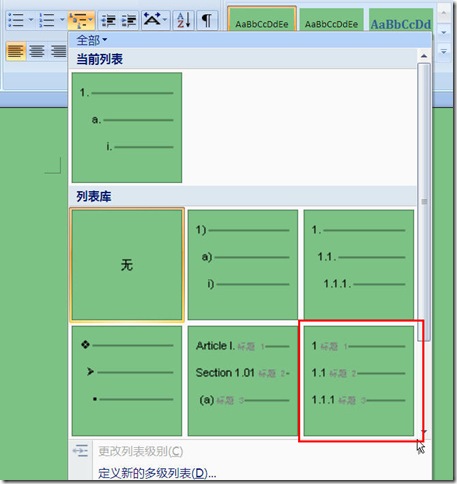 AaBbCcDdEe AaBbCcDdEe AaBbCcDd
全部
当前列表
1.
a.
i.
列表库
无
1)
a)
i)
1.
1.1.
1.1.1.
Article I. 标题 1
Section 1.01 标题 2
(a) 标题 3
1 标题 1
1.1 标题 2
1.1.1 标题 3
更改列表级别(C)
定义新的多级列表(D)...